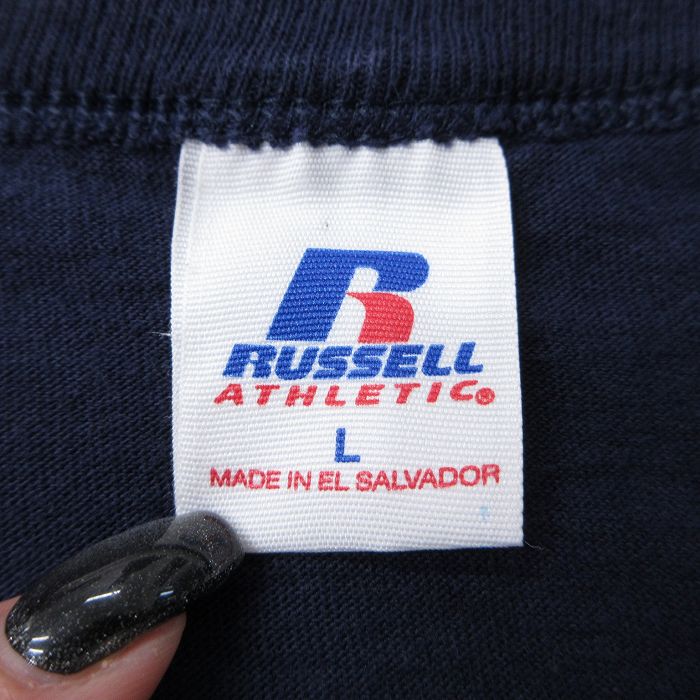 R
RUSSELL
ATHLETIC®
L
MADE IN EL SALVADOR